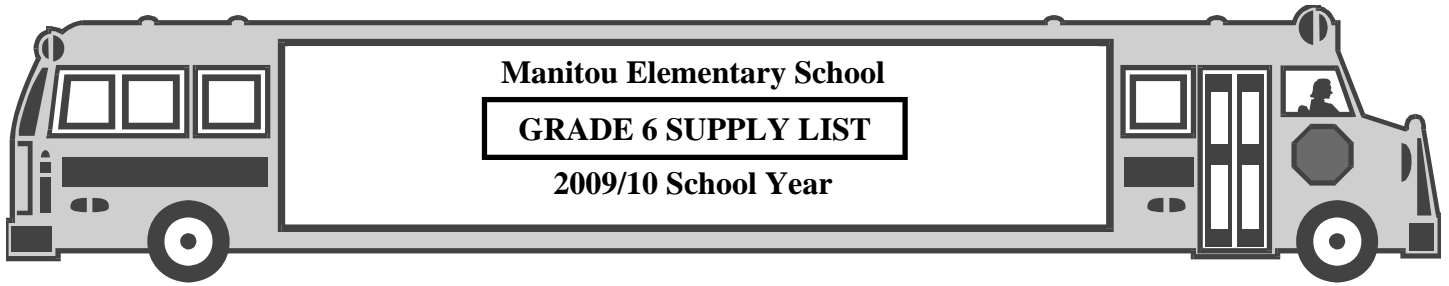 Manitou Elementary School
GRADE 6 SUPPLY LIST
2009/10 School Year